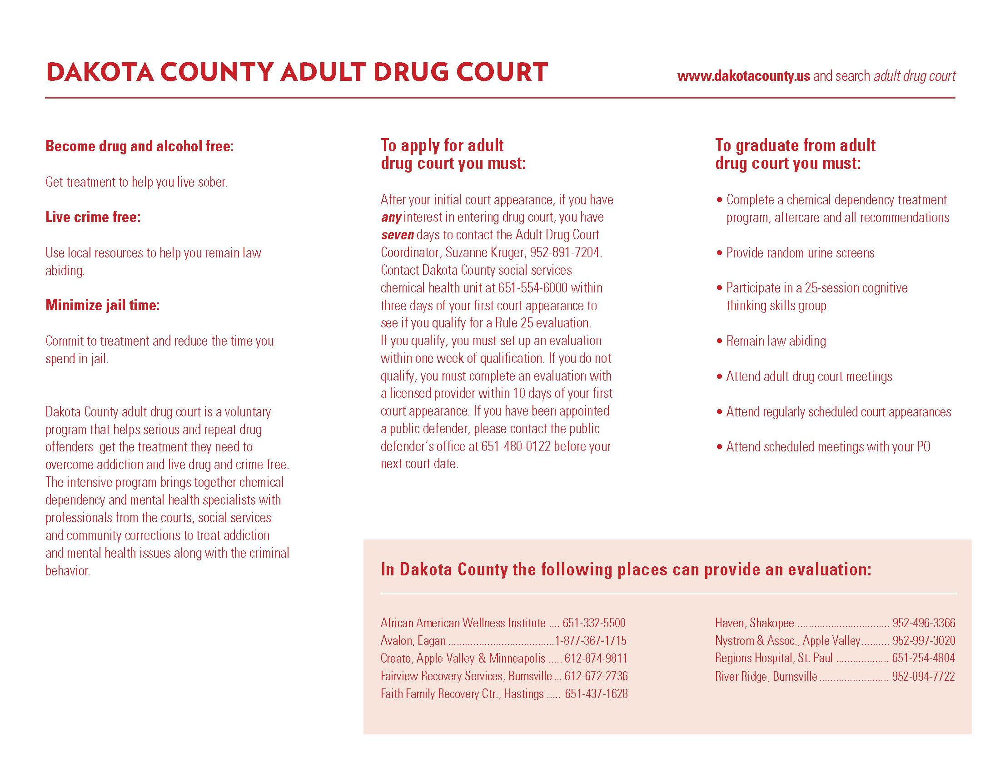 DAKOTA COUNTY ADULT DRUG COURT
www.dakotacounty.us and search adult drug court
Become drug and alcohol free:
Get treatment to help you live sober.
Live crime free:
Use local resources to help you remain law
abiding.
Minimize jail time:
Commit to treatment and reduce the time you
spend in jail.
Dakota County adult drug court is a voluntary
program that helps serious and repeat drug
offenders  get the treatment they need to
overcome addiction and live drug and crime free.
The intensive program brings together chemical
dependency and mental health specialists with
professionals from the courts, social services
and community corrections to treat addiction
and mental health issues along with the criminal
behavior.
To apply for adult
drug court you must:
After your initial court appearance, if you have
any interest in entering drug court, you have
seven days to contact the Adult Drug Court
Coordinator, Suzanne Kruger, 952-891-7204.
Contact Dakota County social services
chemical health unit at 651-554-6000 within
three days of your first court appearance to
see if you qualify for a Rule 25 evaluation.
If you qualify, you must set up an evaluation
within one week of qualification. If you do not
qualify, you must complete an evaluation with
a licensed provider within 10 days of your first
court appearance. If you have been appointed
a public defender, please contact the public
defender's office at 651-480-0122 before your
next court date.
To graduate from adult
drug court you must:
• Complete a chemical dependency treatment
program, aftercare and all recommendations
• Provide random urine screens
• Participate in a 25-session cognitive
thinking skills group
• Remain law abiding
• Attend adult drug court meetings
• Attend regularly scheduled court appearances
• Attend scheduled meetings with your PO
In Dakota County the following places can provide an evaluation:
African American Wellness Institute .... 651-332-5500
Avalon, Eagan ......................................1-877-367-1715
Create, Apple Valley & Minneapolis ..... 612-874-9811
Fairview Recovery Services, Burnsville ... 612-672-2736
Faith Family Recovery Ctr., Hastings ..... 651-437-1628
Haven, Shakopee ................................. 952-496-3366
Nystrom & Assoc., Apple Valley.......... 952-997-3020
Regions Hospital, St. Paul ................... 651-254-4804
River Ridge, Burnsville ......................... 952-894-7722